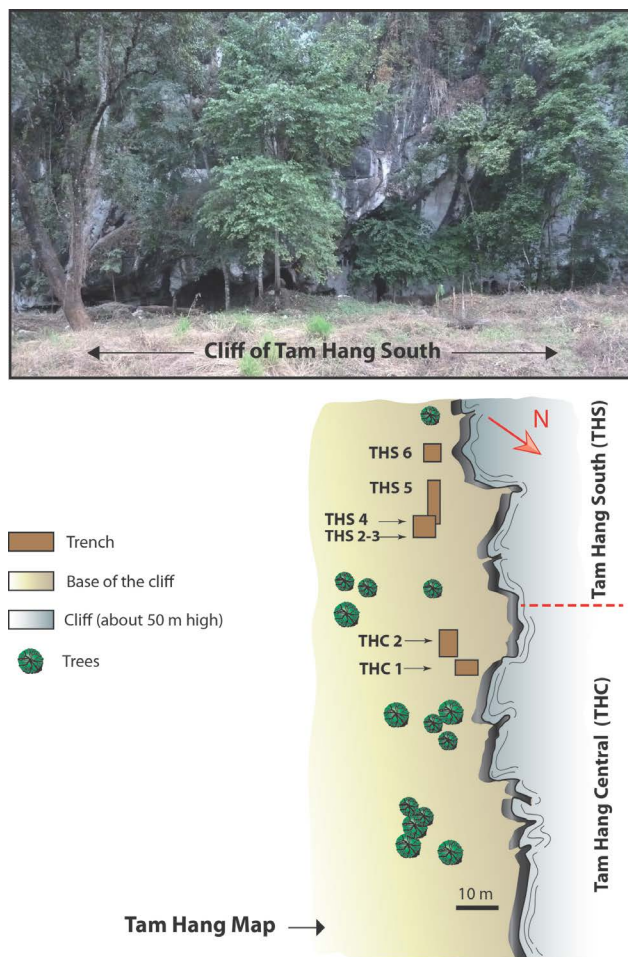 Cliff of Tam Hang South
N
Tam Hang South (THS)
THS 6
THS 5
THS 4
THS 2-3
Trench
Base of the cliff
Cliff (about 50 m high)
Trees
THC 2
THC 1
Tam Hang Central (THC)
10 m
Tam Hang Map